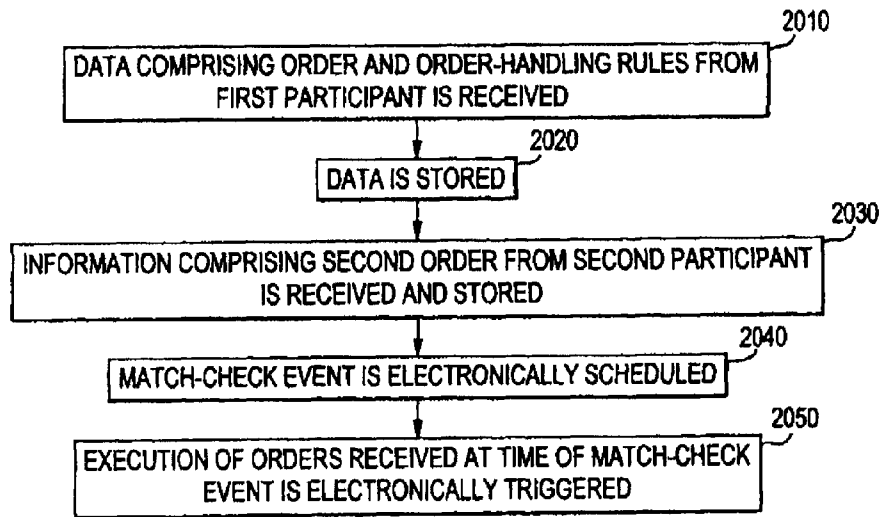 2010
DATA COMPRISING ORDER AND ORDER-HANDLING RULES FROM
FIRST PARTICIPANT IS RECEIVED
2020
DATA IS STORED
2030
INFORMATION COMPRISING SECOND ORDER FROM SECOND PARTICIPANT
IS RECEIVED AND STORED
2040
MATCH-CHECK EVENT IS ELECTRONICALLY SCHEDULED
2050
EXECUTION OF ORDERS RECEIVED AT TIME OF MATCH-CHECK
EVENT IS ELECTRONICALLY TRIGGERED